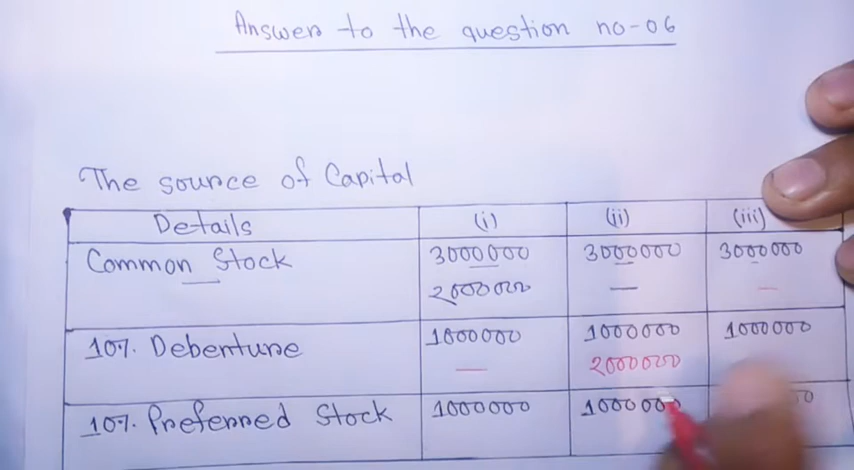 Answer to the question no-06
The source of Capital
Details (i) (ii) (iii)
Common Stock 3000000 3000000 3000000
2000000 — —
10%. Debenture 1000000 1000000 1000000
— 2000000
10%. Preferred Stock 1000000 1000000